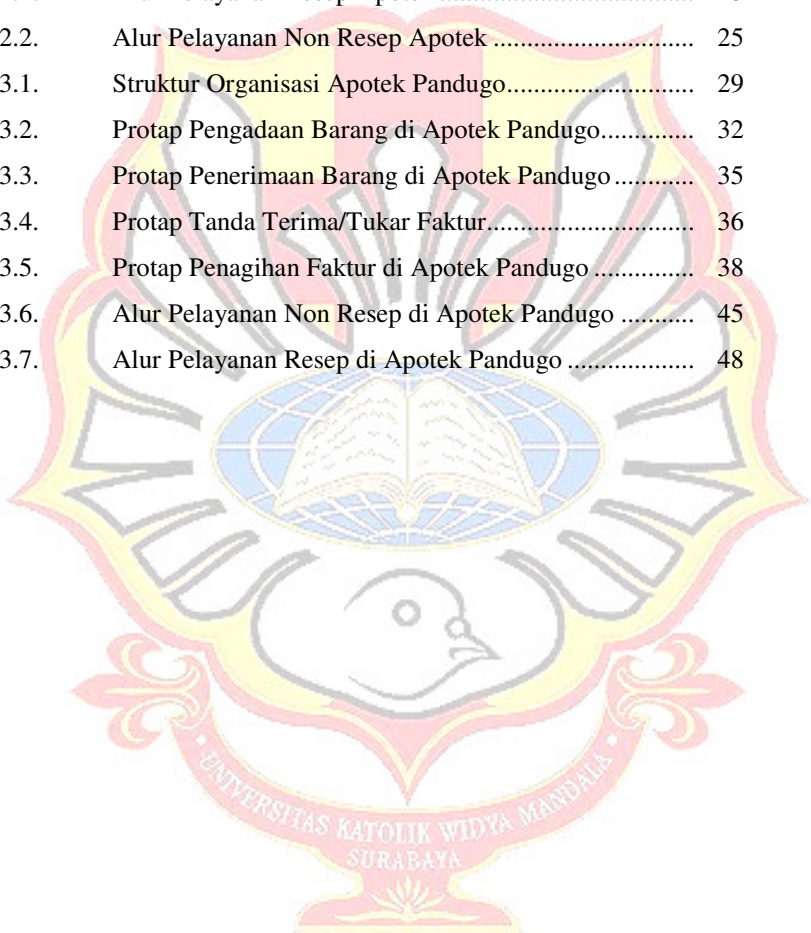 2.2. Alur Pelayanan Non Resep Apotek ............................ 25
3.1. Struktur Organisasi Apotek Pandugo.......................... 29
3.2. Protap Pengadaan Barang di Apotek Pandugo............. 32
3.3. Protap Penerimaan Barang di Apotek Pandugo ........... 35
3.4. Protap Tanda Terima/Tukar Faktur............................. 36
3.5. Protap Penagihan Faktur di Apotek Pandugo .............. 38
3.6. Alur Pelayanan Non Resep di Apotek Pandugo .......... 45
3.7. Alur Pelayanan Resep di Apotek Pandugo .................. 48
UNIVERSITAS KATOLIK WIDYA MANDALA
SURABAYA